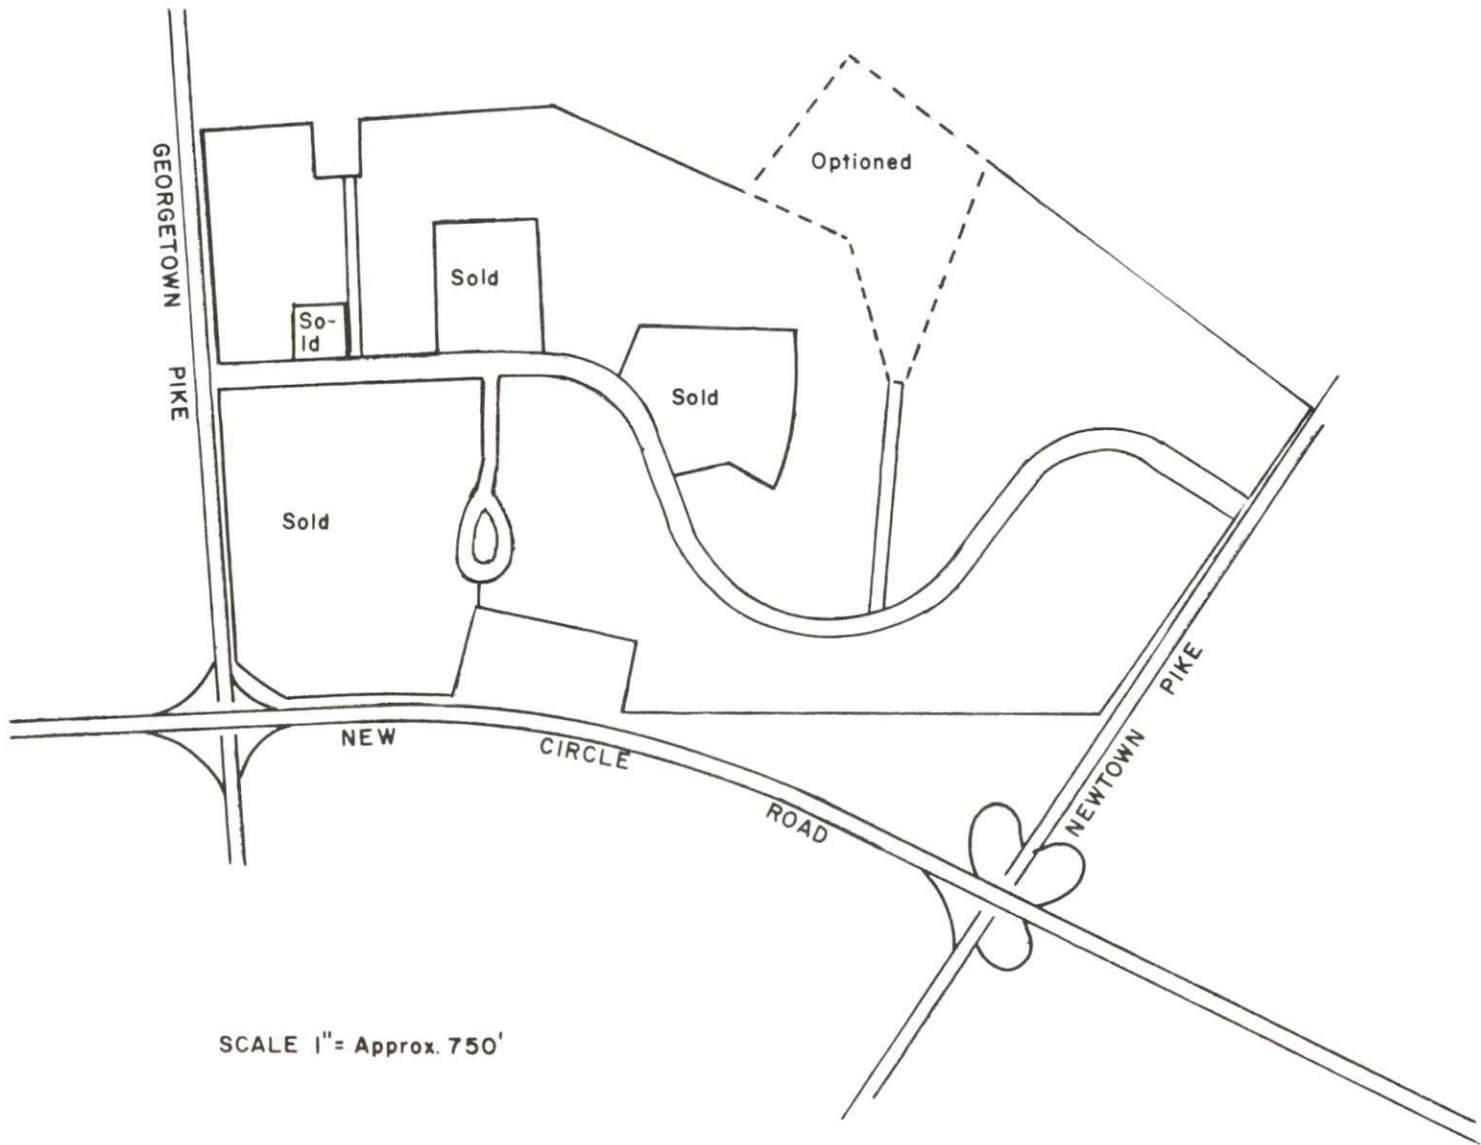 Optioned
GEORGETOWN PIKE
Sold
So-
ld
Sold
Sold
NEW CIRCLE ROAD
NEWTOWN PIKE
SCALE 1"= Approx. 750'